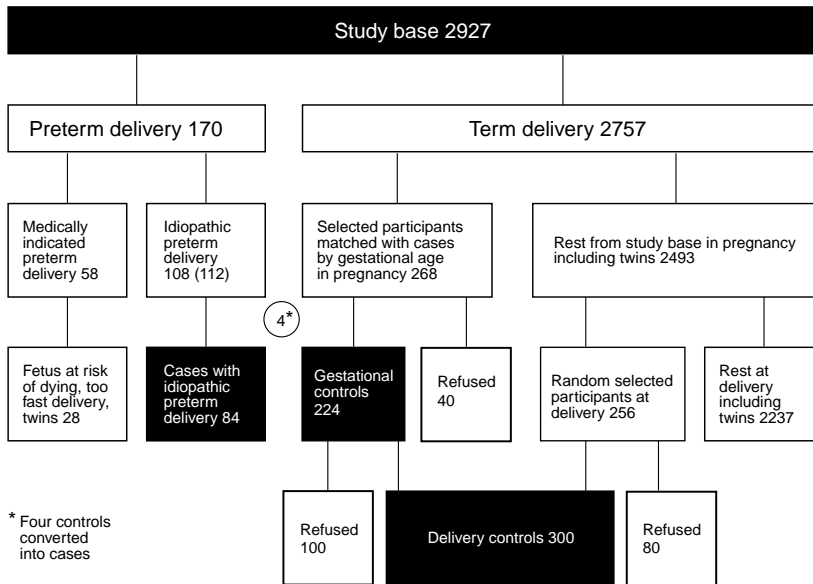 Study base 2927
Preterm delivery 170
Term delivery 2757
Medically
indicated
preterm
delivery 58
Idiopathic
preterm
delivery
108 (112)
Selected participants
matched with cases
by gestational age
in pregnancy 268
Rest from study base in pregnancy
including twins 2493
4*
Fetus at risk
of dying, too
fast delivery,
twins 28
Cases with
idiopathic
preterm
delivery 84
Gestational
controls
224
Refused
40
Random selected
participants at
delivery 256
Rest at
delivery
including
twins 2237
* Four controls
converted
into cases
Refused
100
Delivery controls 300
Refused
80